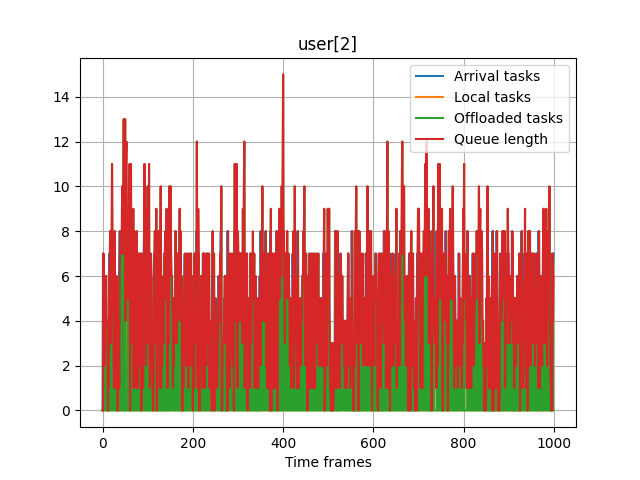 user[2]
Arrival tasks
Local tasks
Offloaded tasks
Queue length
14
12
10
8
6
4
2
0
0 200 400 600 800 1000
Time frames